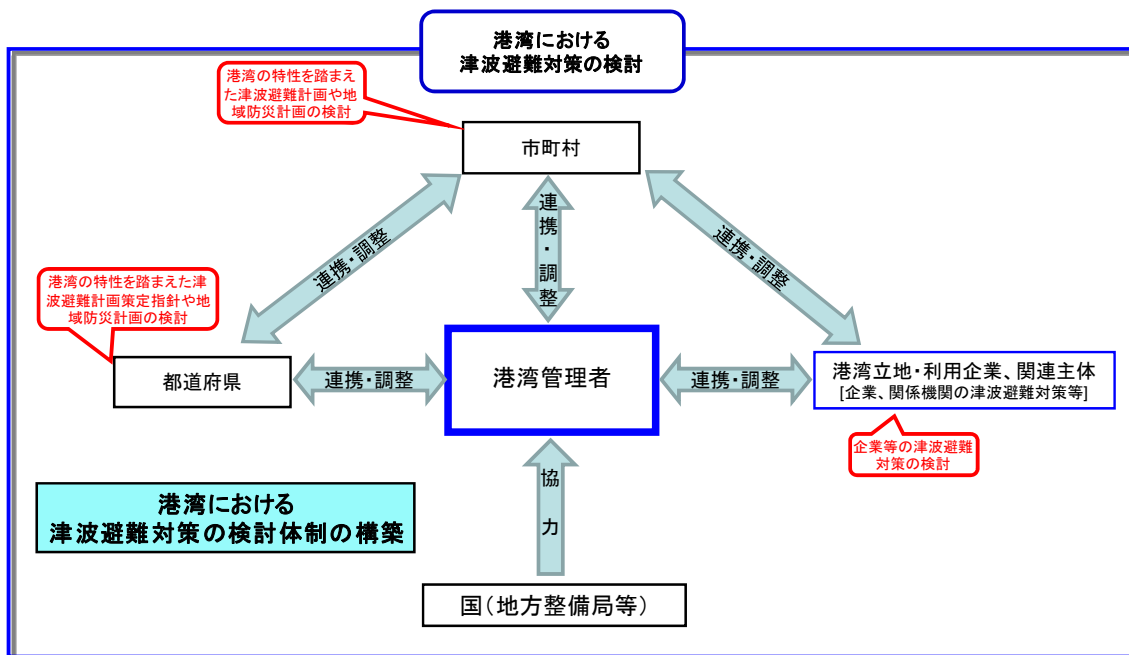 港湾における
津波避難対策の検討
港湾の特性を踏まえ
た津波避難計画や地
域防災計画の検討
市町村
連携・調整
連携・調整
連携・調整
港湾の特性を踏まえた津
波避難計画策定指針や地
域防災計画の検討
都道府県
連携・調整
港湾管理者
連携・調整
港湾立地・利用企業、関連主体
[企業、関係機関の津波避難対策等]
企業等の津波避難
対策の検討
協力
港湾における
津波避難対策の検討体制の構築
国(地方整備局等)